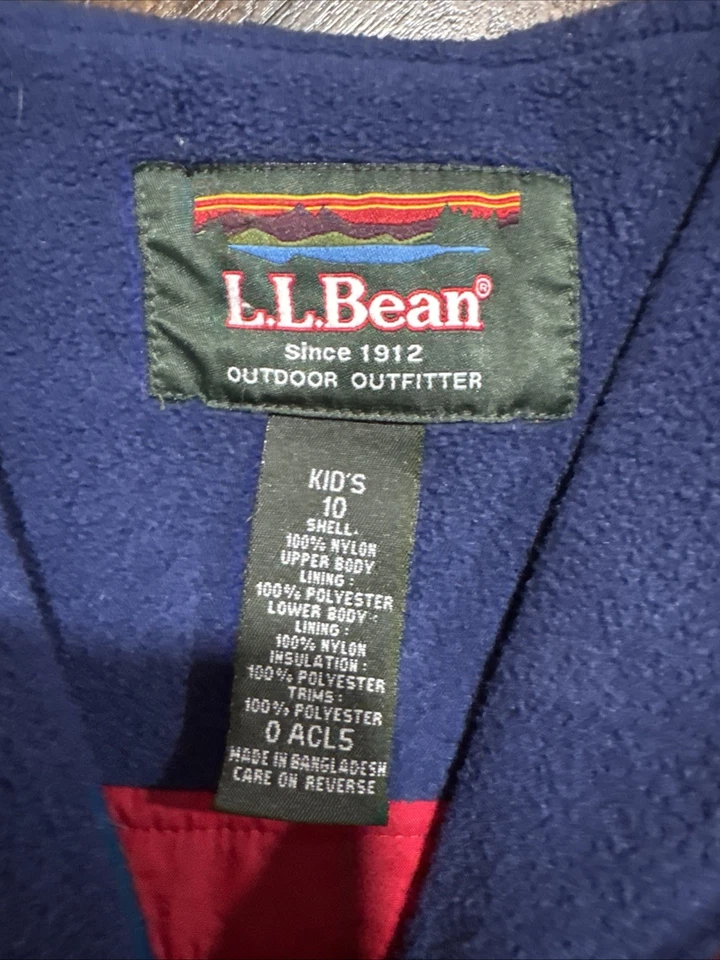 L.L.Bean®
Since 1912
OUTDOOR OUTFITTER
KID'S
10
SHELL.
100% NYLON
UPPER BODY
LINING :
100% POLYESTER
LOWER BODY :
LINING :
100% NYLON
INSULATION :
100% POLYESTER
TRIMS :
100% POLYESTER
0 ACL5
MADE IN BANGLADESH
CARE ON REVERSE